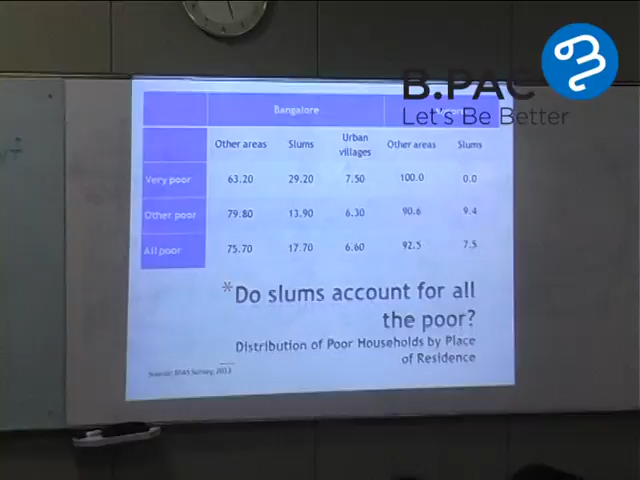 B.PAC
Let's Be Better
Bangalore
Other areas Slums Urban villages Other areas Slums
Very poor 63.20 29.20 7.50 100.0 0.0
Other poor 79.80 13.90 6.30 90.6 9.4
All poor 75.70 17.70 6.60 92.5 7.5
*Do slums account for all
the poor?
Distribution of Poor Households by Place
of Residence
Survey, 2013